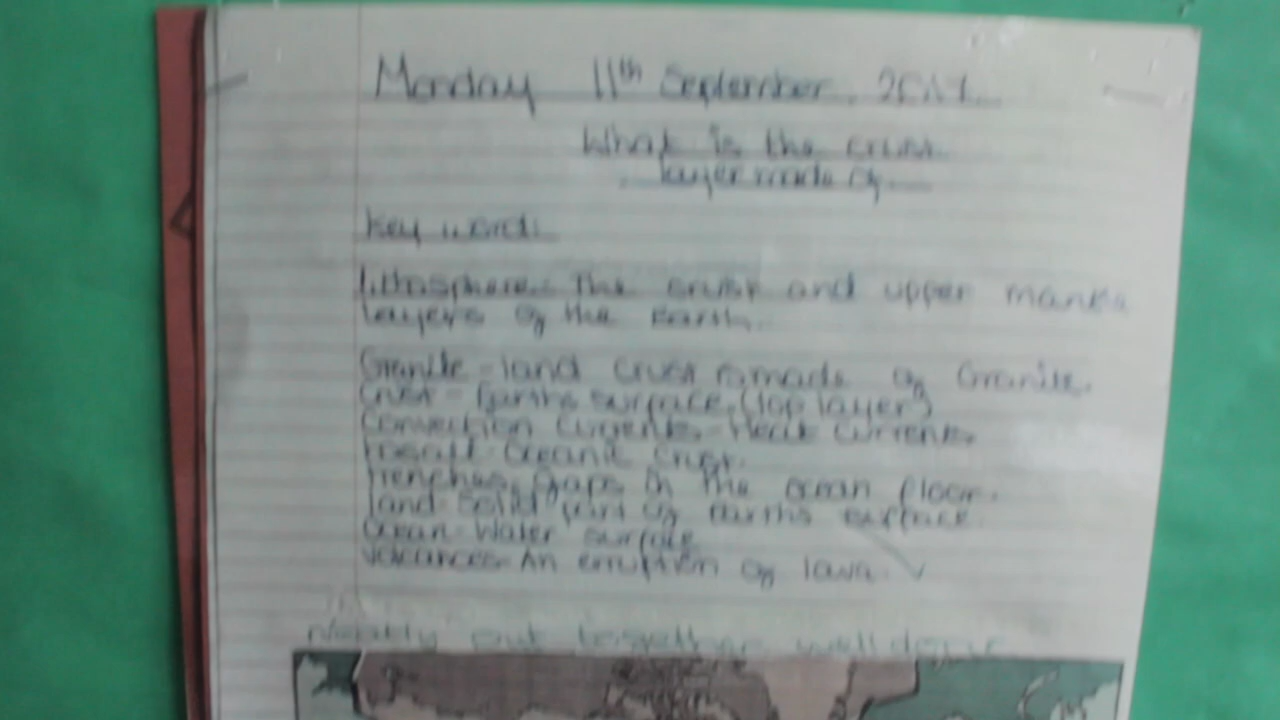 Monday 11th September 2017
What is the crust
layer made of
Key word:
Lithosphere: The crust and upper mantle
layers of the Earth.
Granite - land crust is made of Granite.
Crust - Earths surface. (top layer)
Convection Currents - Heat Currents
Oceanic Crust.
Trenches gaps in the ocean floor.
land - Solid part of Earths surface.
Ocean - Water surface
An erruption of lava.
Neatly put together well done